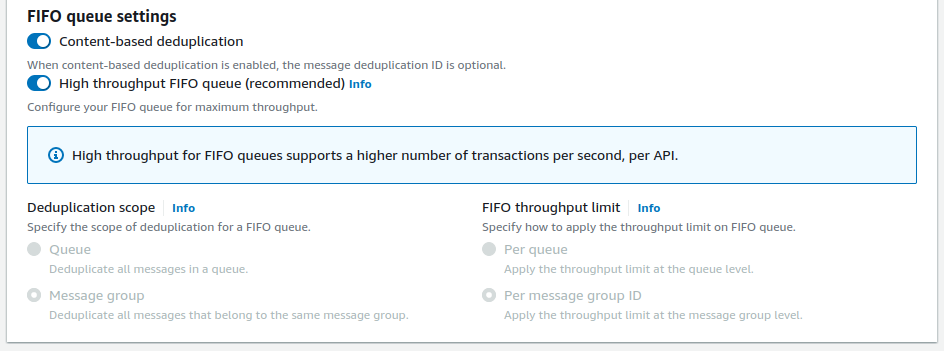 FIFO queue settings
Content-based deduplication
When content-based deduplication is enabled, the message deduplication ID is optional.
High throughput FIFO queue (recommended) Info
Configure your FIFO queue for maximum throughput.
High throughput for FIFO queues supports a higher number of transactions per second, per API.
Deduplication scope Info
Specify the scope of deduplication for a FIFO queue.
Queue
Deduplicate all messages in a queue.
Message group
Deduplicate all messages that belong to the same message group.
FIFO throughput limit Info
Specify how to apply the throughput limit on FIFO queue.
Per queue
Apply the throughput limit at the queue level.
Per message group ID
Apply the throughput limit at the message group level.